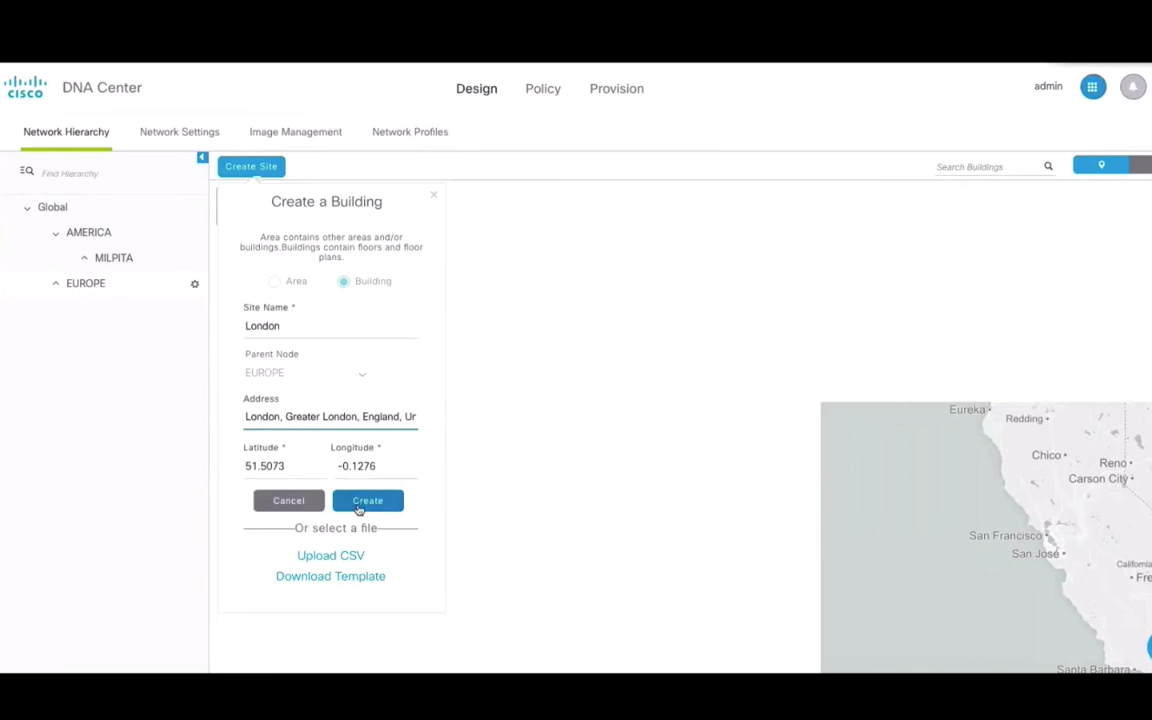 CISCO
DNA Center
Design
Policy
Provision
admin
Network Hierarchy
Network Settings
Image Management
Network Profiles
Find Hierarchy
Create Site
Search Buildings
Global
AMERICA
MILPITA
EUROPE
Create a Building
Area contains other areas and/or
buildings.Buildings contain floors and floor
plans.
Area
Building
Site Name *
London
Parent Node
EUROPE
Address
London, Greater London, England, Ur
Latitude *
Longitude *
51.5073
-0.1276
Cancel
Create
Or select a file
Upload CSV
Download Template
Eureka
Redding
Chico
Reno
Carson City
San Francisco
San José
California
Fre
Santa Barbara